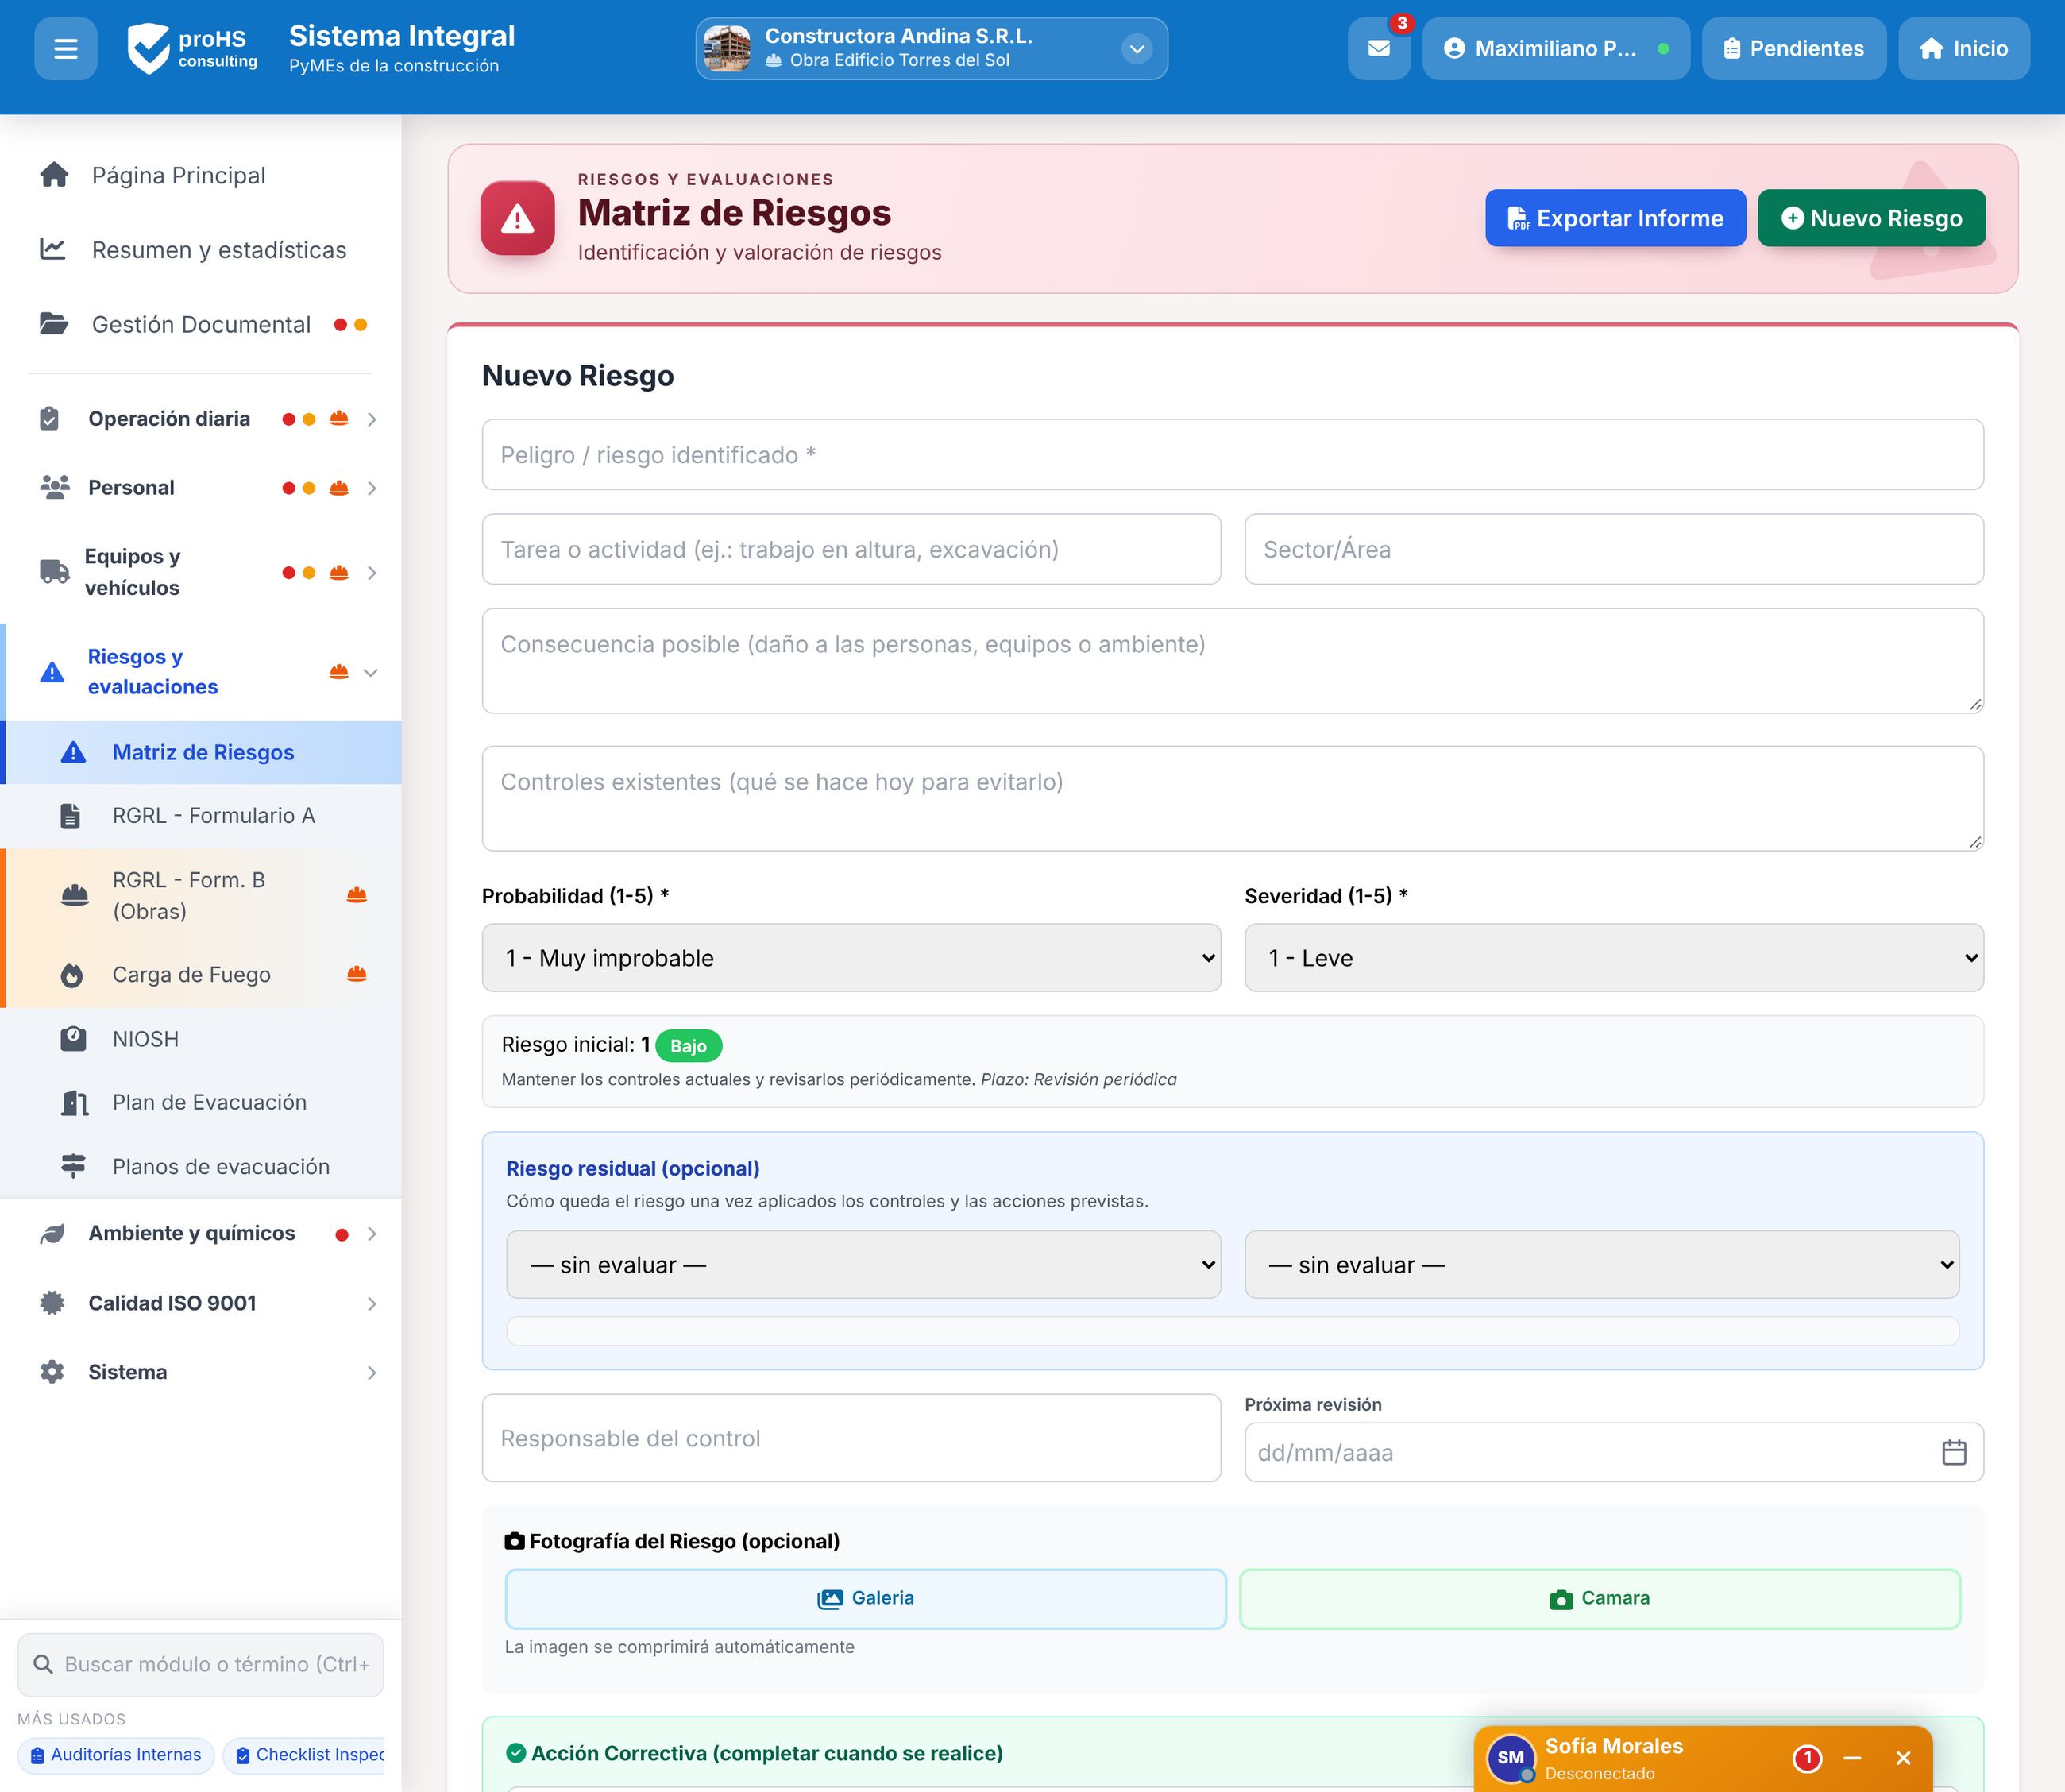 proHS
consulting
Sistema Integral
PyMEs de la construcción
Constructora Andina S.R.L.
Obra Edificio Torres del Sol
3
Maximiliano P...
Pendientes
Inicio
Página Principal
Resumen y estadísticas
Gestión Documental
Operación diaria
Personal
Equipos y
vehículos
Riesgos y
evaluaciones
Matriz de Riesgos
RGRL - Formulario A
RGRL - Form. B
(Obras)
Carga de Fuego
NIOSH
Plan de Evacuación
Planos de evacuación
Ambiente y químicos
Calidad ISO 9001
Sistema
Buscar módulo o término (Ctrl+
MÁS USADOS
Auditorías Internas
Checklist Inspec
RIESGOS Y EVALUACIONES
Matriz de Riesgos
Identificación y valoración de riesgos
PDF Exportar Informe
Nuevo Riesgo
Nuevo Riesgo
Peligro / riesgo identificado *
Tarea o actividad (ej.: trabajo en altura, excavación)
Sector/Área
Consecuencia posible (daño a las personas, equipos o ambiente)
Controles existentes (qué se hace hoy para evitarlo)
Probabilidad (1-5) *
Severidad (1-5) *
1 - Muy improbable
1 - Leve
Riesgo inicial: 1 Bajo
Mantener los controles actuales y revisarlos periódicamente. Plazo: Revisión periódica
Riesgo residual (opcional)
Cómo queda el riesgo una vez aplicados los controles y las acciones previstas.
— sin evaluar —
— sin evaluar —
Responsable del control
Próxima revisión
dd/mm/aaaa
Fotografía del Riesgo (opcional)
Galeria
Camara
La imagen se comprimirá automáticamente
Acción Correctiva (completar cuando se realice)
SM
Sofía Morales
Desconectado
1